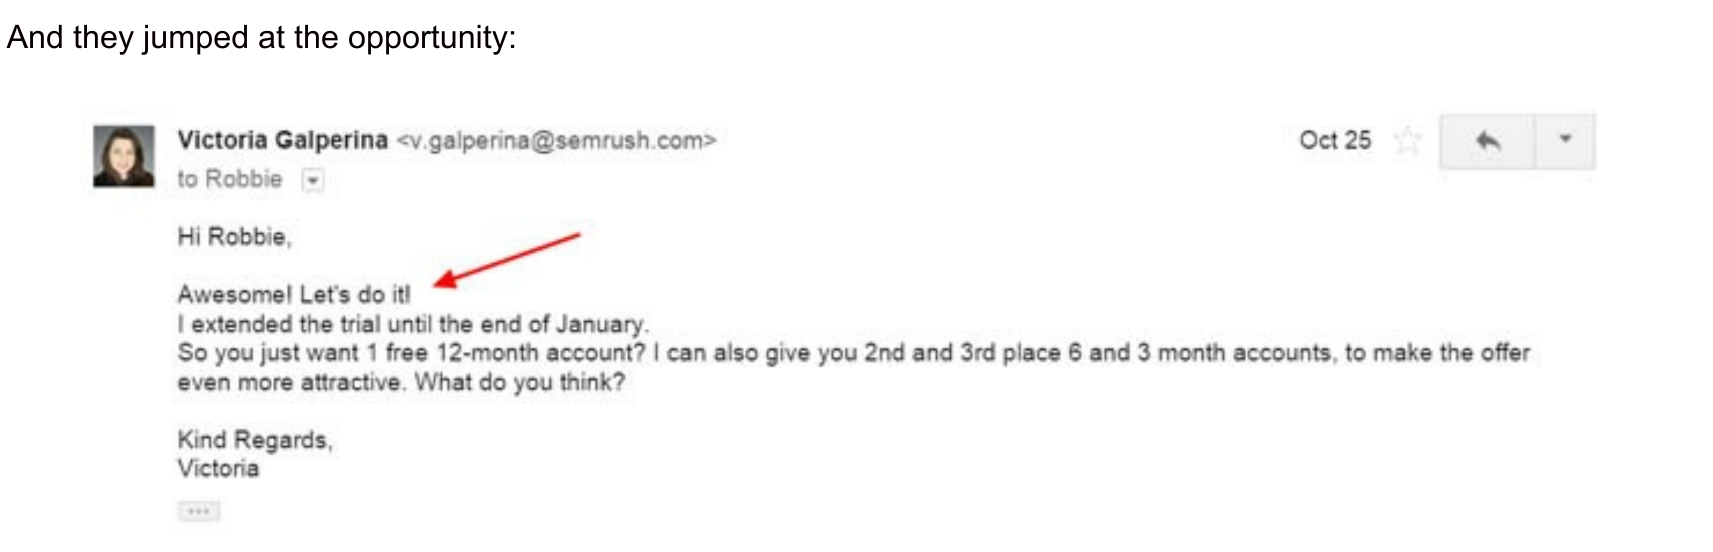 And they jumped at the opportunity:
Victoria Galperina <v.galperina@semrush.com> Oct 25
to Robbie
Hi Robbie,
Awesome! Let's do it!
I extended the trial until the end of January.
So you just want 1 free 12-month account? I can also give you 2nd and 3rd place 6 and 3 month accounts, to make the offer
even more attractive. What do you think?
Kind Regards,
Victoria